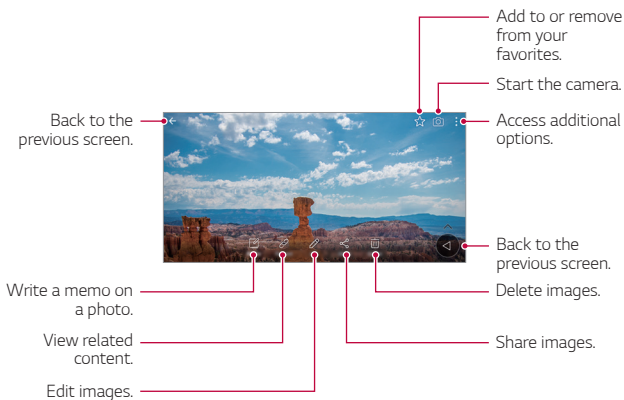 Add to or remove
from your
favorites.
Start the camera.
Back to the
previous screen.
Access additional
options.
Back to the
previous screen.
Write a memo on
a photo.
Delete images.
View related
content.
Share images.
Edit images.